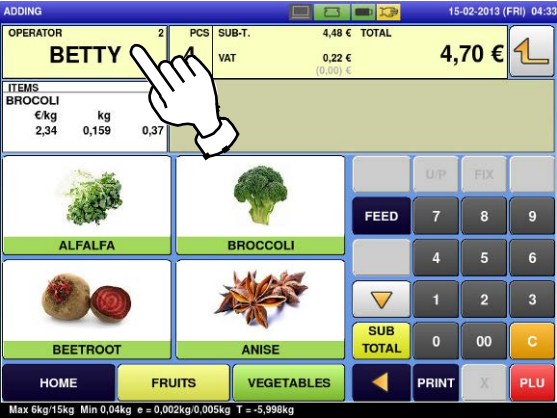 ADDING 15-02-2013 (FRI) 04:33
OPERATOR 2 PCS SUB-T. 4,48 € TOTAL
BETTY 4 VAT 0,22 € 4,70 €
(0,00) €
ITEMS
BROCOLI
€/kg kg
2,34 0,159 0,37
ALFALFA BROCCOLI
BEETROOT ANISE
U/P FIX
FEED 7 8 9
4 5 6
1 2 3
SUB TOTAL 0 00 C
HOME FRUITS VEGETABLES PRINT X PLU
Max 6kg/15kg Min 0,04kg e = 0,002kg/0,005kg T = -5,998kg